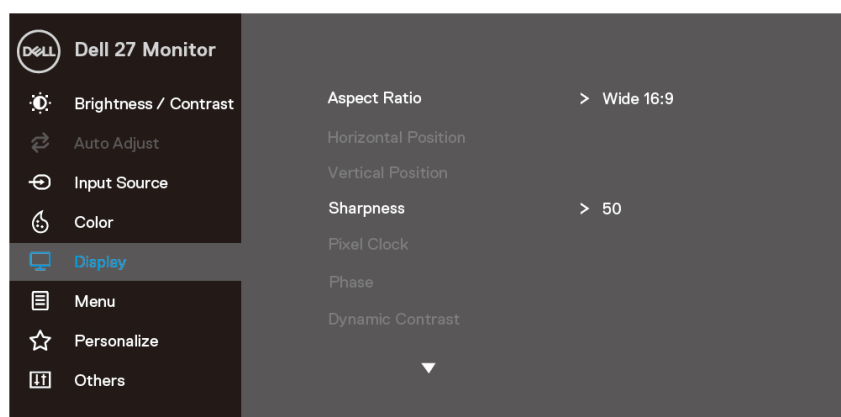 DELL Dell 27 Monitor
Brightness / Contrast
Auto Adjust
Input Source
Color
Display
Menu
Personalize
Others
Aspect Ratio > Wide 16:9
Horizontal Position
Vertical Position
Sharpness > 50
Pixel Clock
Phase
Dynamic Contrast